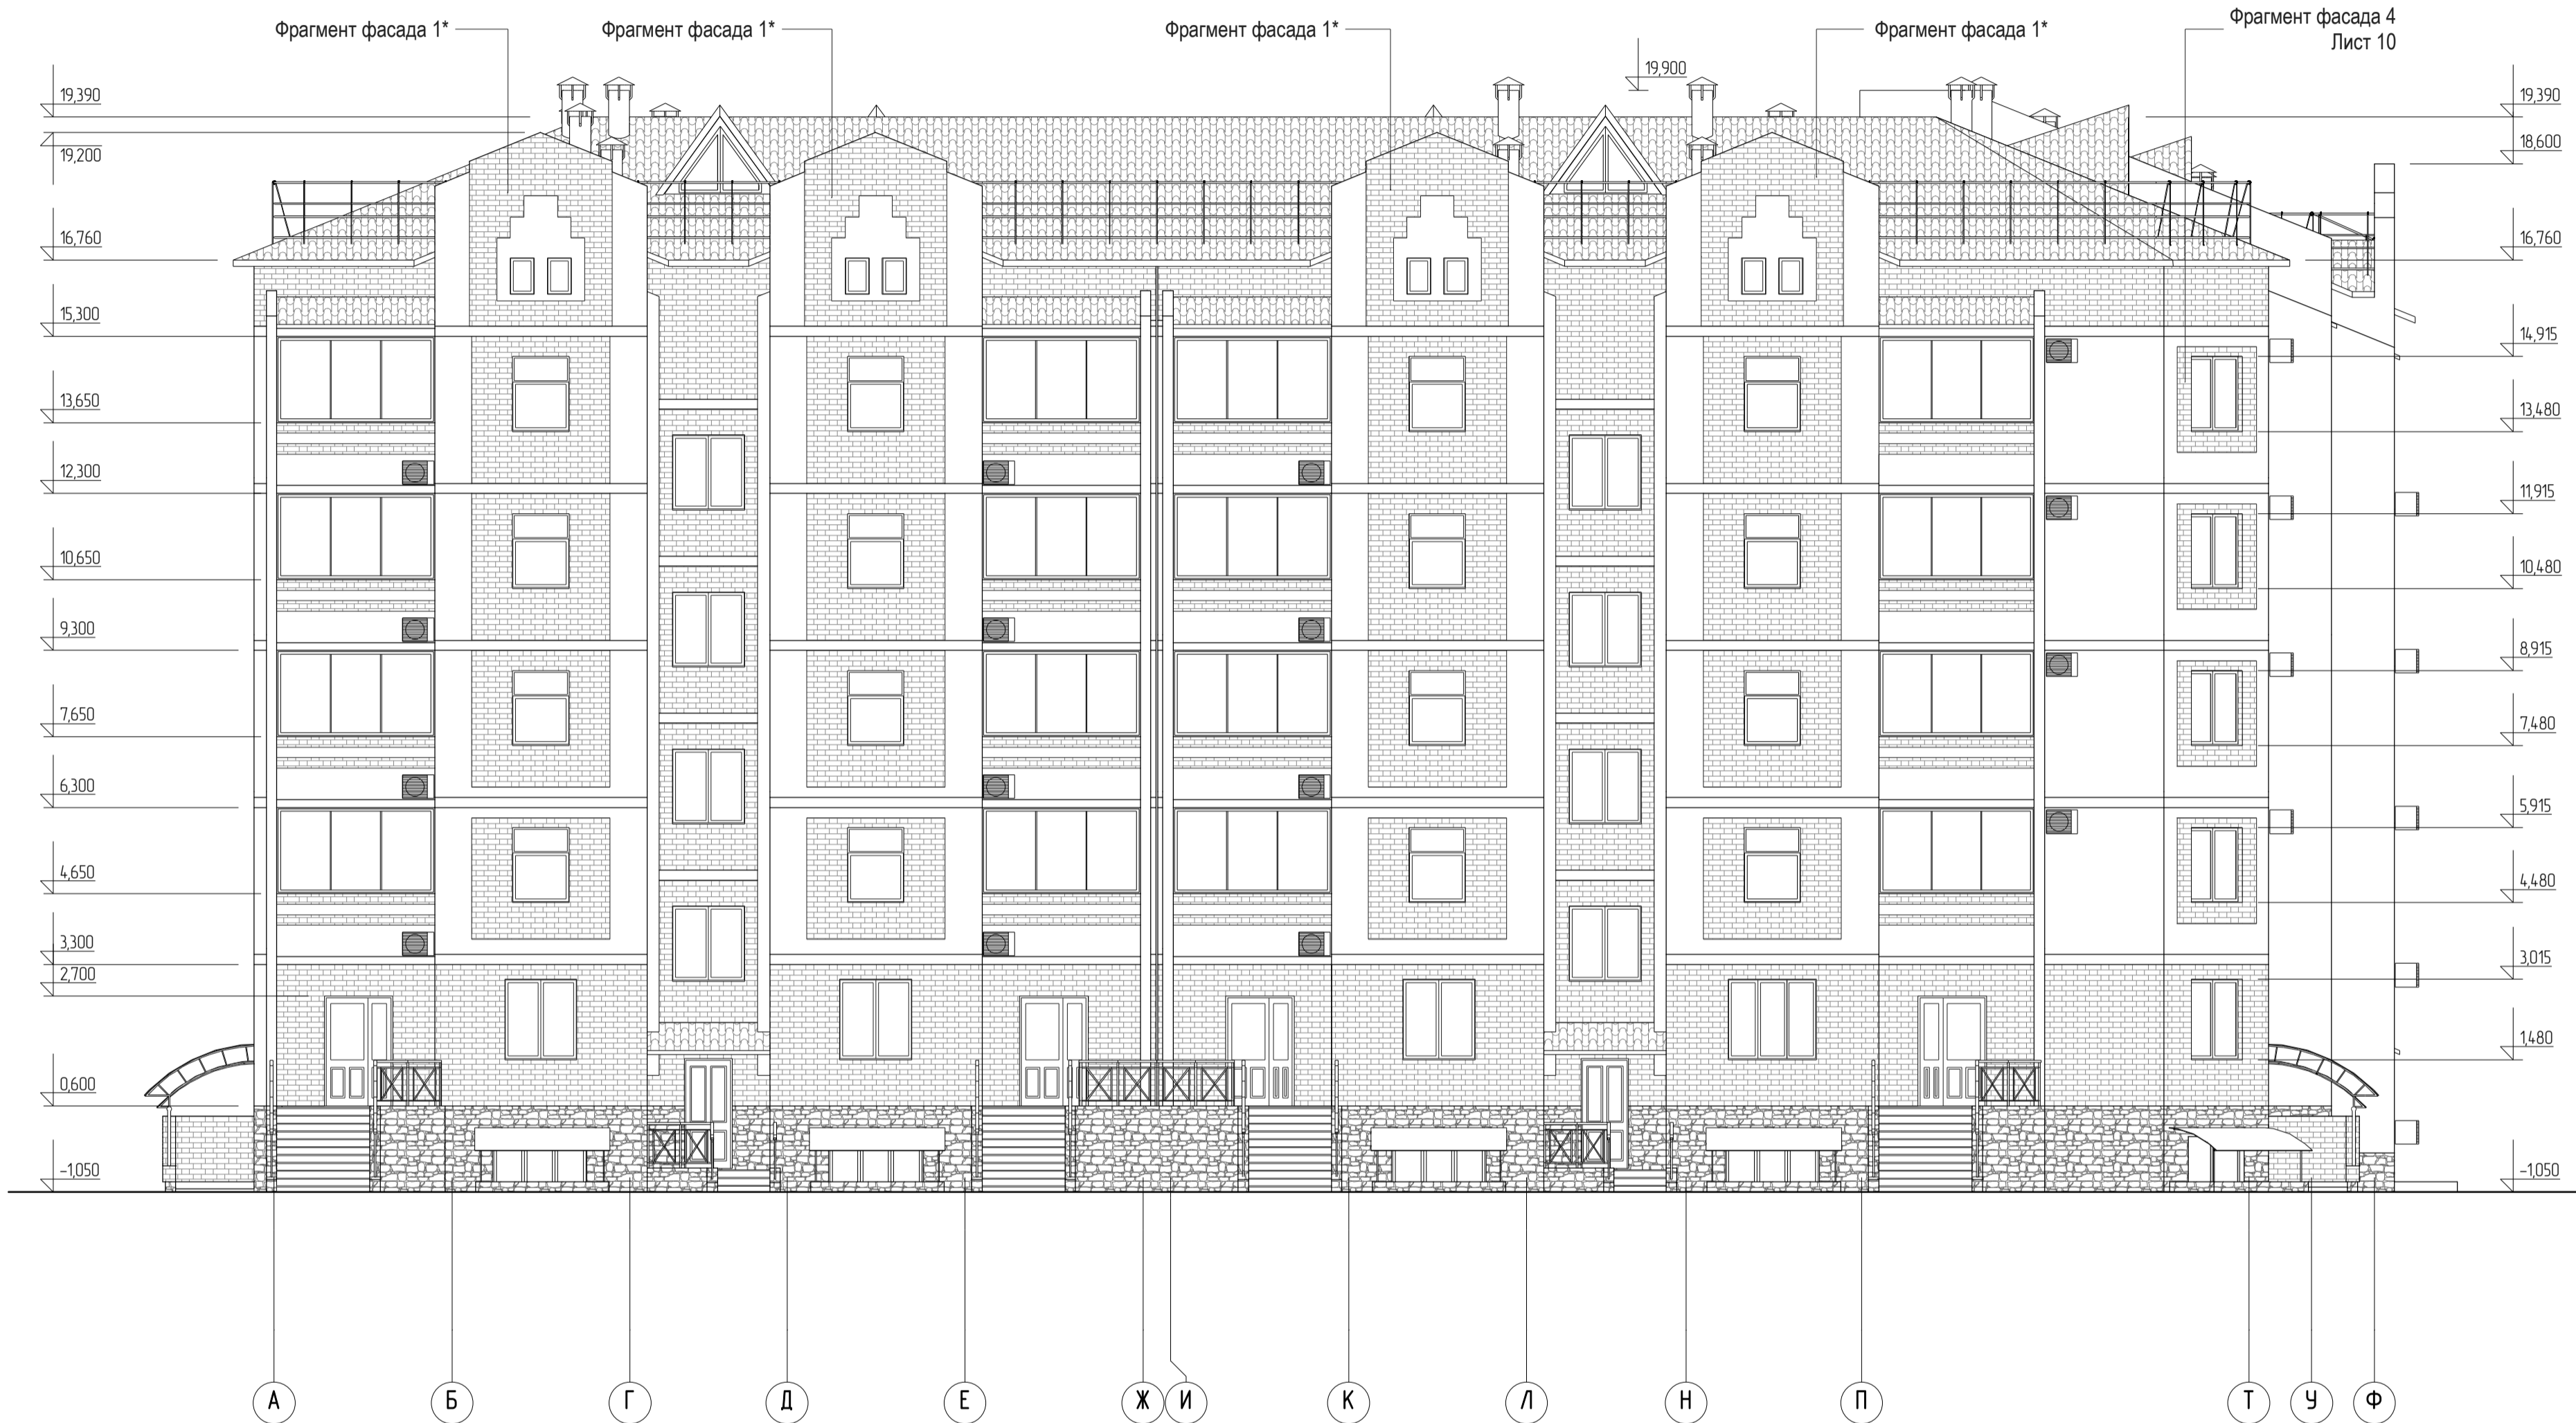 Фрагмент фасада 1*
Фрагмент фасада 1*
Фрагмент фасада 1*
Фрагмент фасада 1*
Фрагмент фасада 4
Лист 10
19,900
19,390
19,200
16,760
15,300
13,650
12,300
10,650
9,300
7,650
6,300
4,650
3,300
2,700
0,600
-1,050
19,390
18,600
16,760
14,915
13,480
11,915
10,480
8,915
7,480
5,915
4,480
3,015
1,480
-1,050
А
Б
Г
Д
Е
Ж
И
К
Л
Н
П
Т
У
Ф